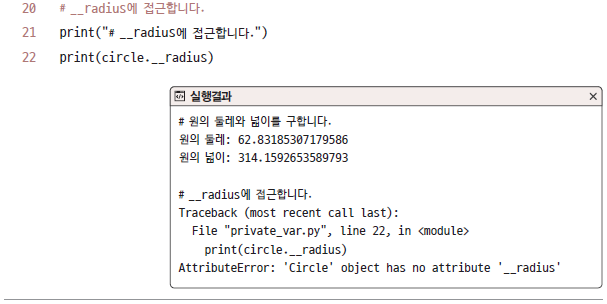 20 # __radius에 접근합니다.
21 print("# __radius에 접근합니다.")
22 print(circle.__radius)
실행결과
# 원의 둘레와 넓이를 구합니다.
원의 둘레: 62.83185307179586
원의 넓이: 314.1592653589793
# __radius에 접근합니다.
Traceback (most recent call last):
File "private_var.py", line 22, in <module>
print(circle.__radius)
AttributeError: 'Circle' object has no attribute '__radius'